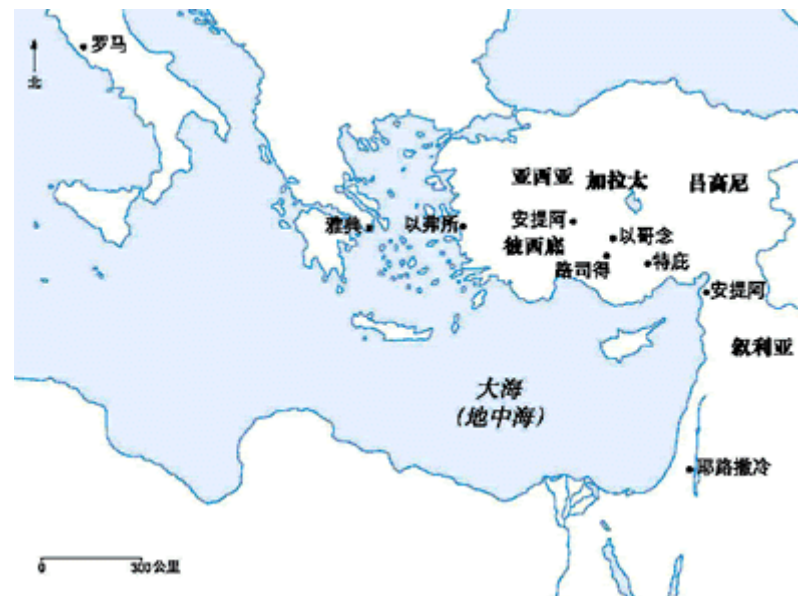 罗马
北
亚西亚
加拉太
吕高尼
安提阿
雅典
以弗所
彼西底
以哥念
路司得
特庇
安提阿
叙利亚
大海
(地中海)
耶路撒冷
0 300公里